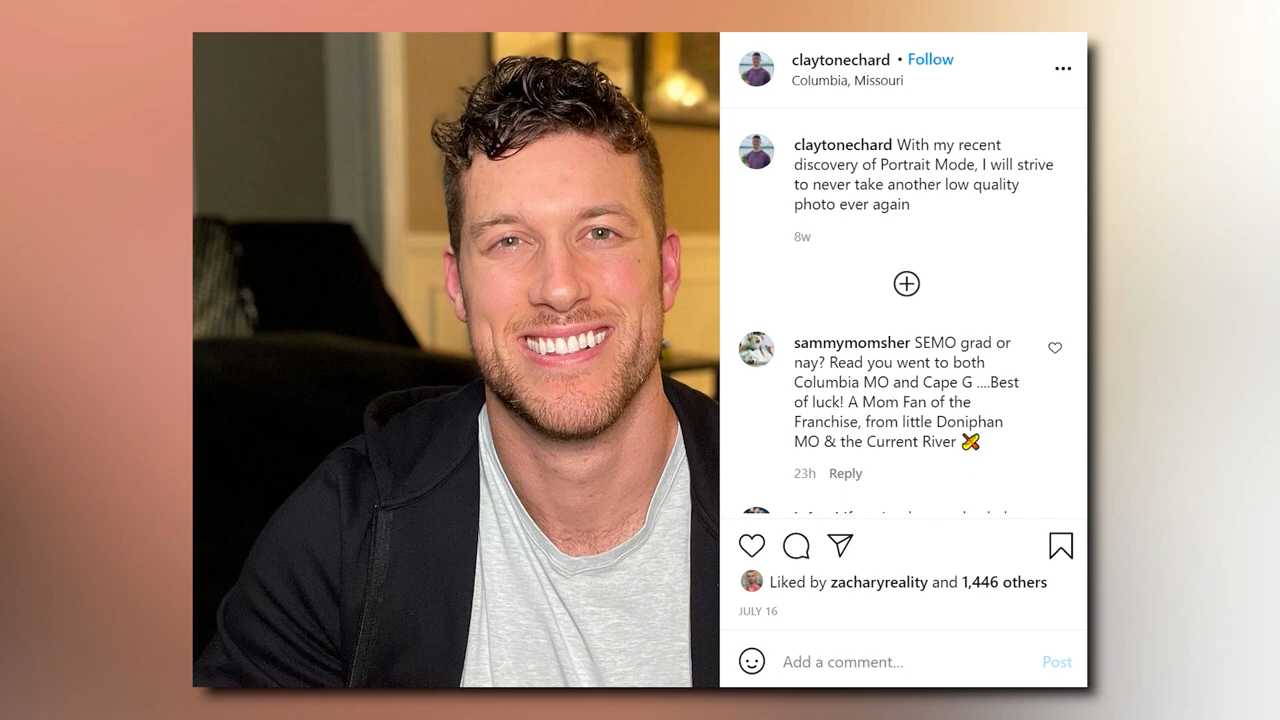 claytonechard • Follow
Columbia, Missouri
claytonechard With my recent
discovery of Portrait Mode, I will strive
to never take another low quality
photo ever again
8w
sammymomsher SEMO grad or
nay? Read you went to both
Columbia MO and Cape G ....Best
of luck! A Mom Fan of the
Franchise, from little Doniphan
MO & the Current River
23h Reply
Liked by zacharyreality and 1,446 others
JULY 16
Add a comment... Post